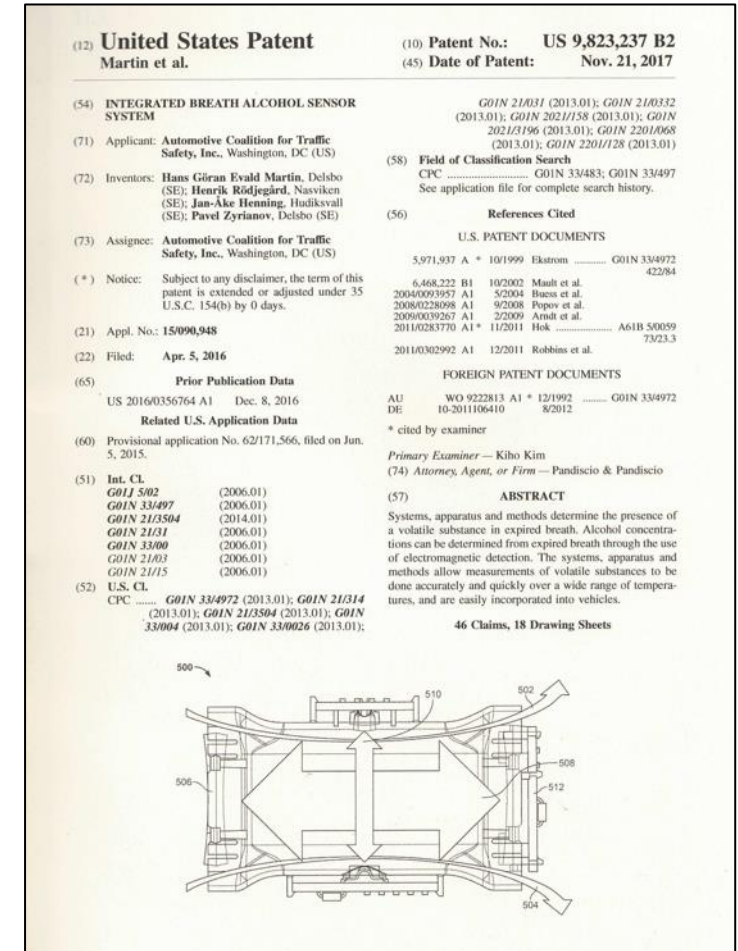 (12) United States Patent
Martin et al.
(10) Patent No.: US 9,823,237 B2
(45) Date of Patent: Nov. 21, 2017
(54) INTEGRATED BREATH ALCOHOL SENSOR
SYSTEM
(71) Applicant: Automotive Coalition for Traffic
Safety, Inc., Washington, DC (US)
(72) Inventors: Hans Göran Evald Martin, Delsbo
(SE); Henrik Rödjegård, Nasviken
(SE); Jan-Åke Henning, Hudiksvall
(SE); Pavel Zyrianov, Delsbo (SE)
(73) Assignee: Automotive Coalition for Traffic
Safety, Inc., Washington, DC (US)
( * ) Notice: Subject to any disclaimer, the term of this
patent is extended or adjusted under 35
U.S.C. 154(b) by 0 days.
(21) Appl. No.: 15/090,948
(22) Filed: Apr. 5, 2016
(65) Prior Publication Data
US 2016/0356764 A1 Dec. 8, 2016
Related U.S. Application Data
(60) Provisional application No. 62/171,566, filed on Jun.
5, 2015.
(51) Int. Cl.
G01J 5/02 (2006.01)
G01N 33/497 (2006.01)
G01N 21/3504 (2014.01)
G01N 21/31 (2006.01)
G01N 33/00 (2006.01)
G01N 21/03 (2006.01)
G01N 21/15 (2006.01)
(52) U.S. Cl.
CPC ....... G01N 33/4972 (2013.01); G01N 21/314
(2013.01); G01N 21/3504 (2013.01); G01N
33/004 (2013.01); G01N 33/0026 (2013.01);
G01N 21/031 (2013.01); G01N 21/0332
(2013.01); G01N 2021/158 (2013.01); G01N
2021/3196 (2013.01); G01N 2201/068
(2013.01); G01N 2201/128 (2013.01)
(58) Field of Classification Search
CPC ........................... G01N 33/483; G01N 33/497
See application file for complete search history.
(56) References Cited
U.S. PATENT DOCUMENTS
5,971,937 A * 10/1999 Ekstrom ........... G01N 33/4972
422/84
6,468,222 B1 10/2002 Mault et al.
2004/0093957 A1 5/2004 Buess et al.
2008/0228098 A1 9/2008 Popov et al.
2009/0039267 A1 2/2009 Arndt et al.
2011/0283770 A1 * 11/2011 Hok .................. A61B 5/0059
73/23.3
2011/0302992 A1 12/2011 Robbins et al.
FOREIGN PATENT DOCUMENTS
AU WO 9222813 A1 * 12/1992 ........ G01N 33/4972
DE 10-2011106410 8/2012
* cited by examiner
Primary Examiner — Kiho Kim
(74) Attorney, Agent, or Firm — Pandiscio & Pandiscio
(57) ABSTRACT
Systems, apparatus and methods determine the presence of
a volatile substance in expired breath. Alcohol concentra-
tions can be determined from expired breath through the use
of electromagnetic detection. The systems, apparatus and
methods allow measurements of volatile substances to be
done accurately and quickly over a wide range of tempera-
tures, and are easily incorporated into vehicles.
46 Claims, 18 Drawing Sheets
500
510
502
506
508
512
504